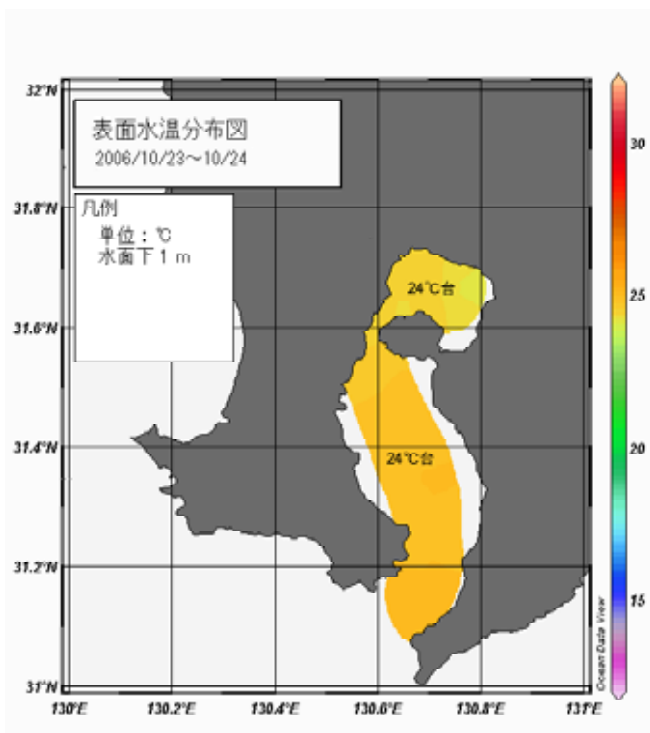 32°N
表面水温分布図
2006/10/23～10/24
凡例
単位：℃
水面下1m
31.8°N
31.6°N
31.4°N
31.2°N
31°N
24℃台
24℃台
130°E
130.2°E
130.4°E
130.6°E
130.8°E
131°E
30
25
20
15
Ocean Data View